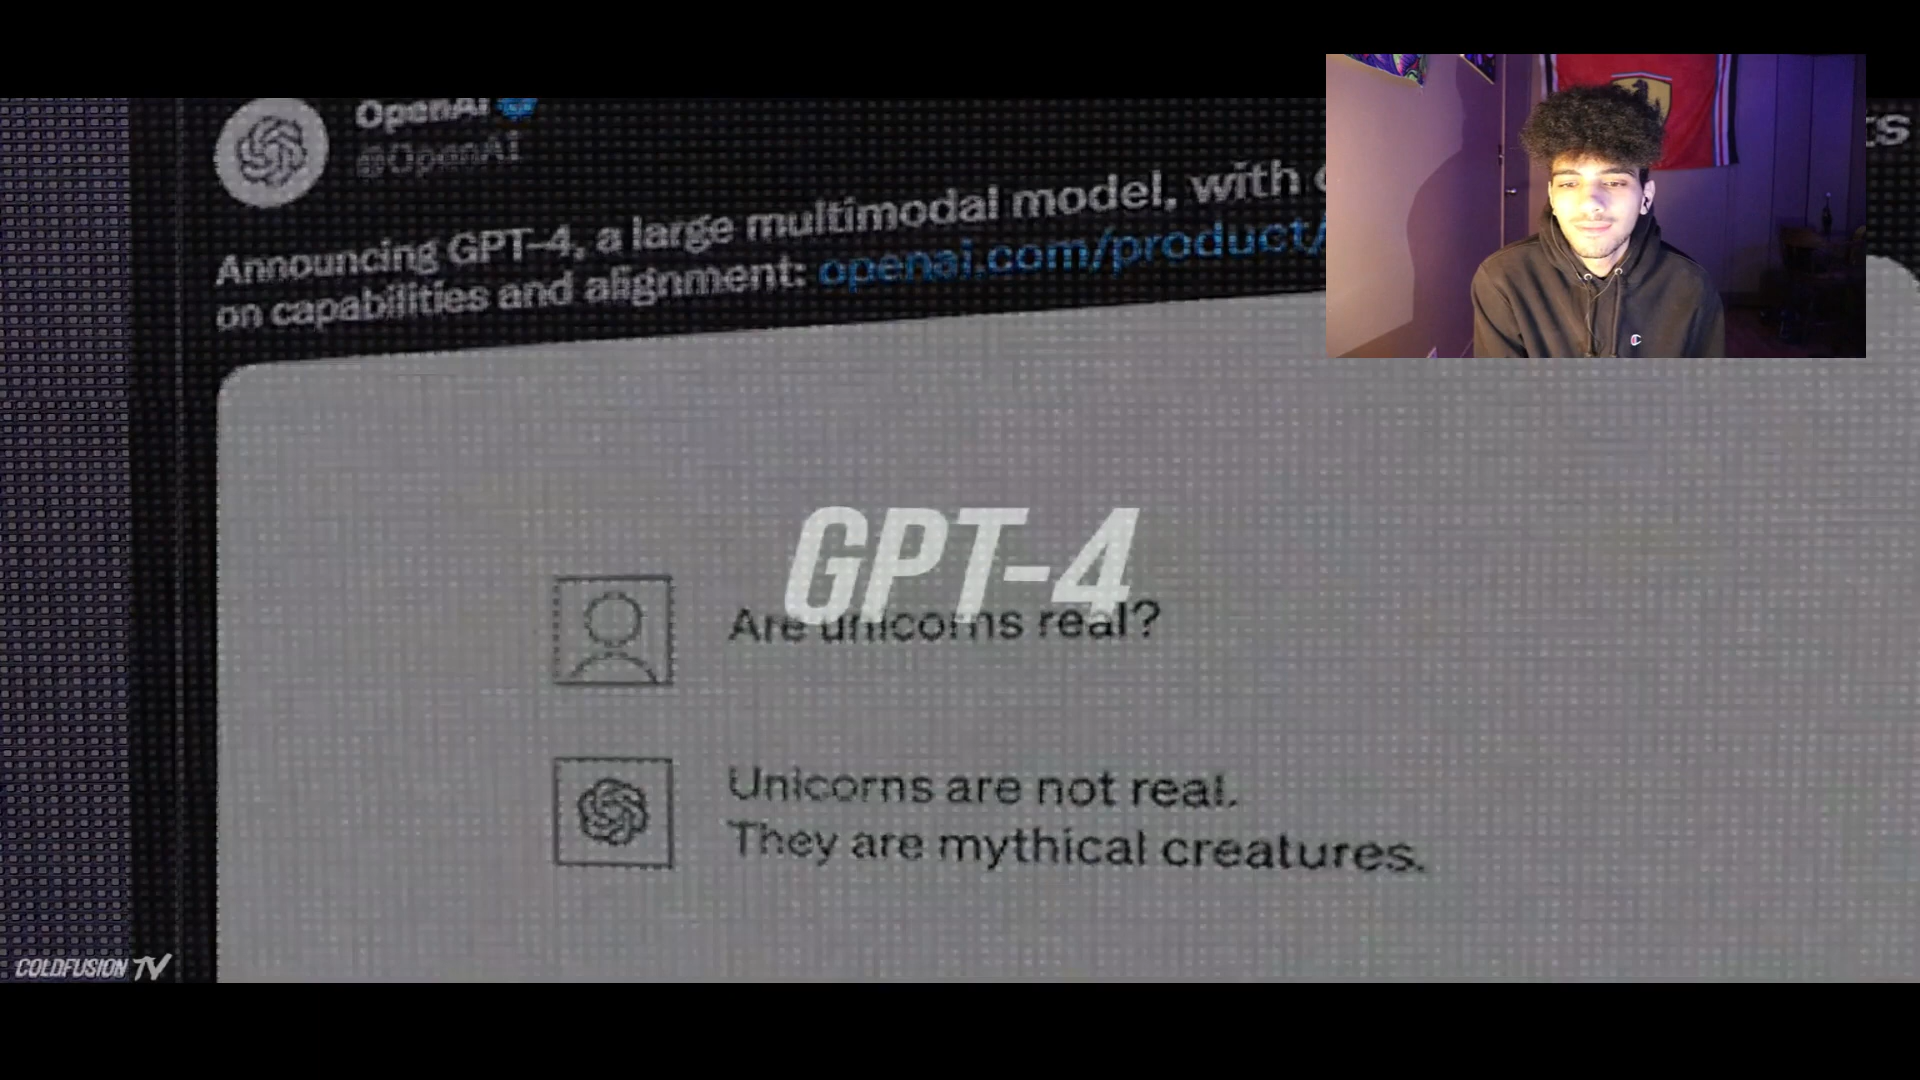 OpenAI
@OpenAI
Announcing GPT-4, a large multimodal model, with
on capabilities and alignment: openai.com/product/
GPT-4
Are unicorns real?
Unicorns are not real.
They are mythical creatures.
COLDFUSION TV